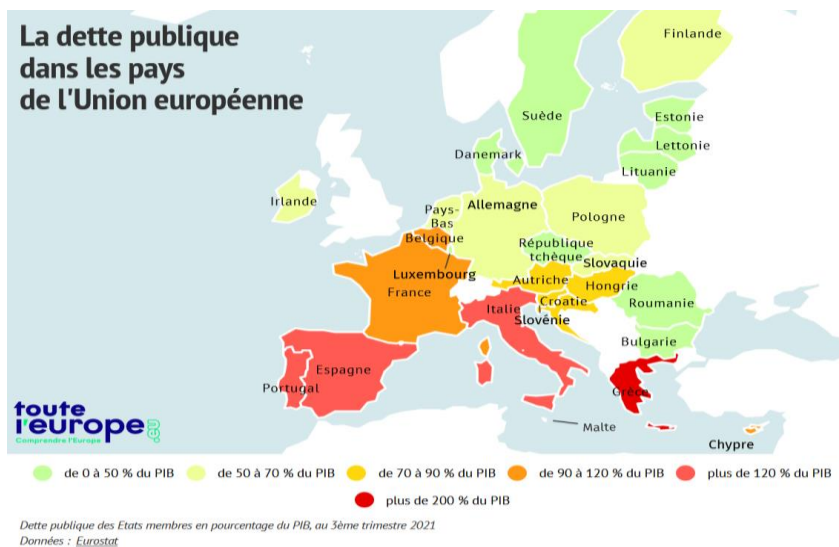 La dette publique
dans les pays
de l'Union européenne
Finlande
Suède
Estonie
Lettonie
Danemark
Lituanie
Irlande
Pays-
Bas
Allemagne
Pologne
Belgique
République
tchèque
Slovaquie
Luxembourg
Autriche
Hongrie
France
Croatie
Roumanie
Italie
Slovénie
Bulgarie
Espagne
Portugal
Grèce
Malte
Chypre
toute
l'europe.eu
Comprendre l'Europe
de 0 à 50 % du PIB
de 50 à 70 % du PIB
de 70 à 90 % du PIB
de 90 à 120 % du PIB
plus de 120 % du PIB
plus de 200 % du PIB
Dette publique des Etats membres en pourcentage du PIB, au 3ème trimestre 2021
Données : Eurostat